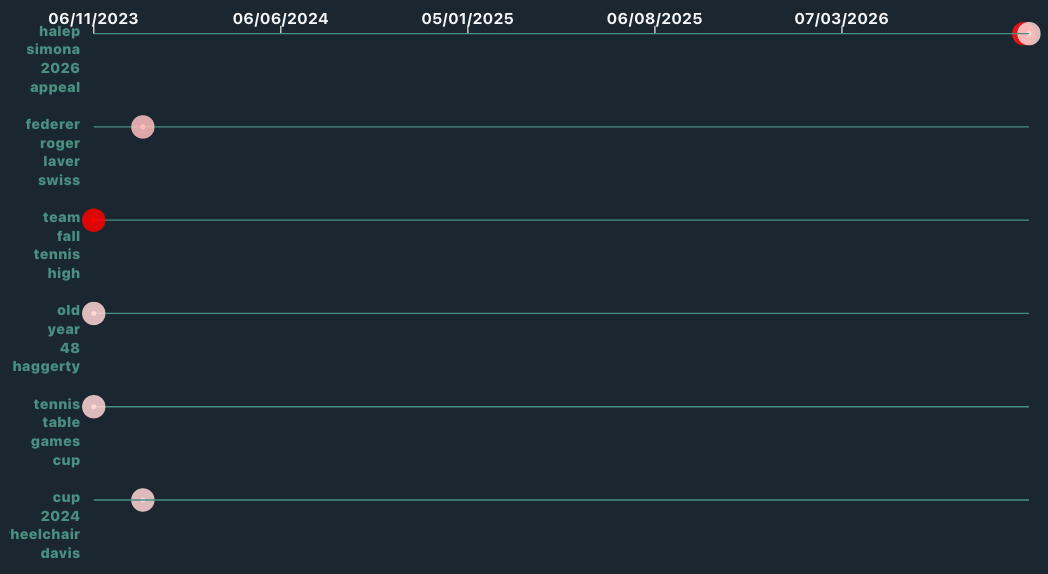 06/11/2023 06/06/2024 05/01/2025 06/08/2025 07/03/2026
halep
simona
2026
appeal
federer
roger
laver
swiss
team
fall
tennis
high
old
year
48
haggerty
tennis
table
games
cup
cup
2024
heelchair
davis